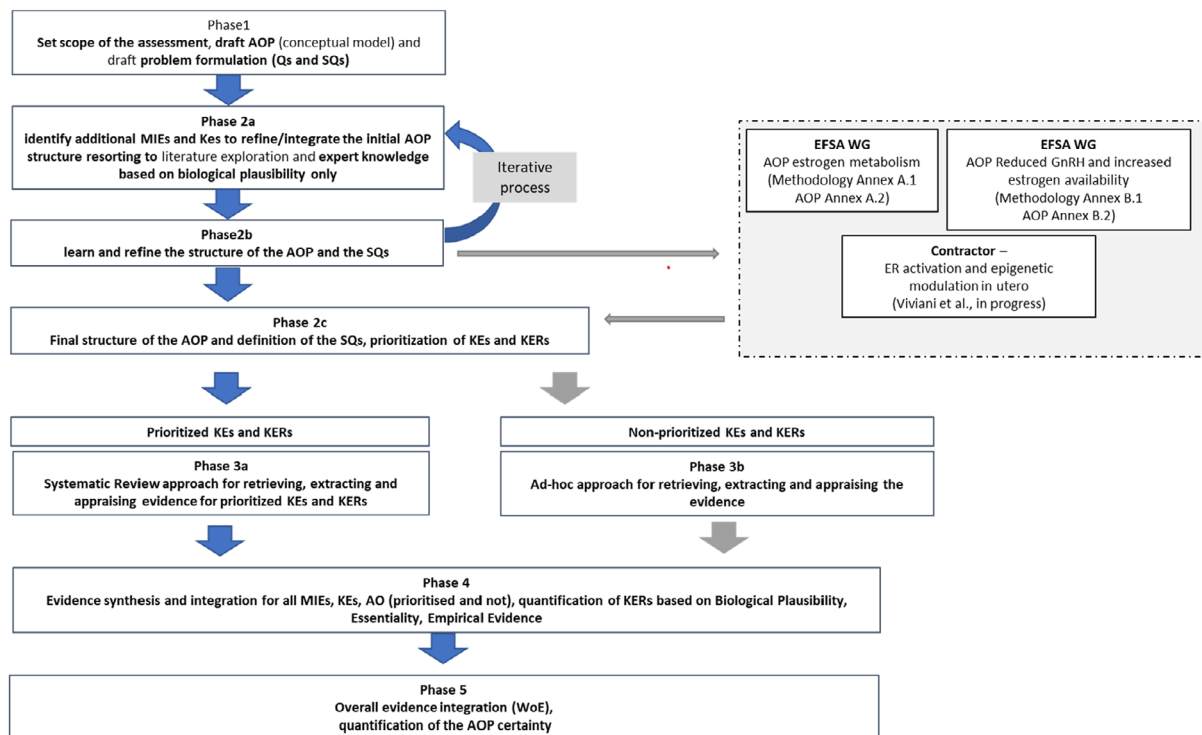 Phase1
Set scope of the assessment, draft AOP (conceptual model) and
draft problem formulation (Qs and SQs)
Phase 2a
identify additional MIEs and Kes to refine/integrate the initial AOP
structure resorting to literature exploration and expert knowledge
based on biological plausibility only
Iterative
process
Phase2b
learn and refine the structure of the AOP and the SQs
EFSA WG
AOP estrogen metabolism
(Methodology Annex A.1
AOP Annex A.2)
EFSA WG
AOP Reduced GnRH and increased
estrogen availability
(Methodology Annex B.1
AOP Annex B.2)
Contractor –
ER activation and epigenetic
modulation in utero
(Viviani et al., in progress)
Phase 2c
Final structure of the AOP and definition of the SQs, prioritization of KEs and KERs
Prioritized KEs and KERs
Non-prioritized KEs and KERs
Phase 3a
Systematic Review approach for retrieving, extracting and
appraising evidence for prioritized KEs and KERs
Phase 3b
Ad-hoc approach for retrieving, extracting and appraising the
evidence
Phase 4
Evidence synthesis and integration for all MIEs, KEs, AO (prioritised and not), quantification of KERs based on Biological Plausibility,
Essentiality, Empirical Evidence
Phase 5
Overall evidence integration (WoE),
quantification of the AOP certainty